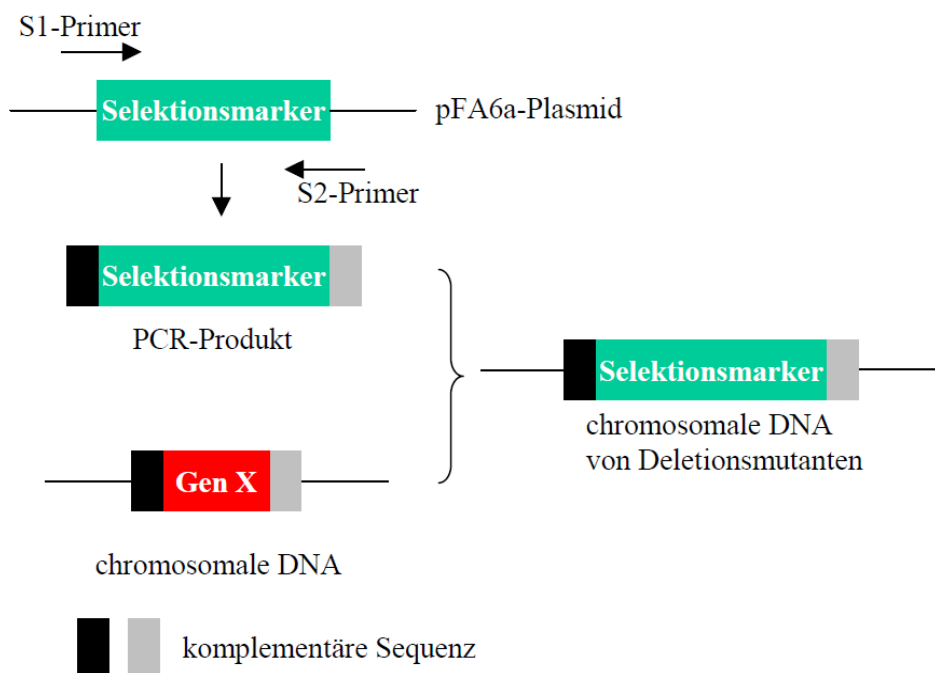 S1-Primer
Selektionsmarker
pFA6a-Plasmid
S2-Primer
Selektionsmarker
PCR-Produkt
Selektionsmarker
chromosomale DNA
von Deletionsmutanten
Gen X
chromosomale DNA
komplementäre Sequenz